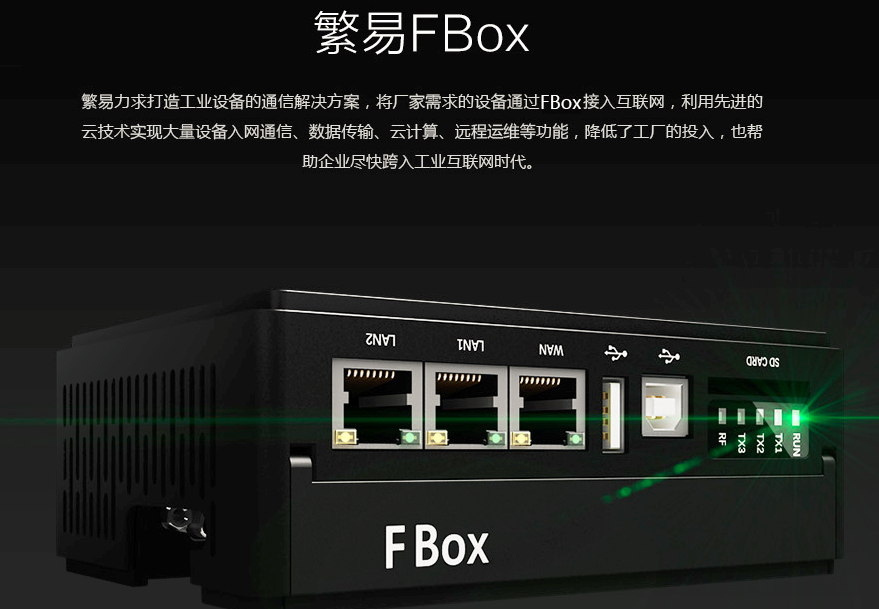 繁易FBox
繁易力求打造工业设备的通信解决方案，将厂家需求的设备通过FBox接入互联网，利用先进的
云技术实现大量设备入网通信、数据传输、云计算、远程运维等功能，降低了工厂的投入，也帮
助企业尽快跨入工业互联网时代。
LAN2
LAN1
WAN
SD CARD
RF
TX3
TX2
TX1
RUN
F Box